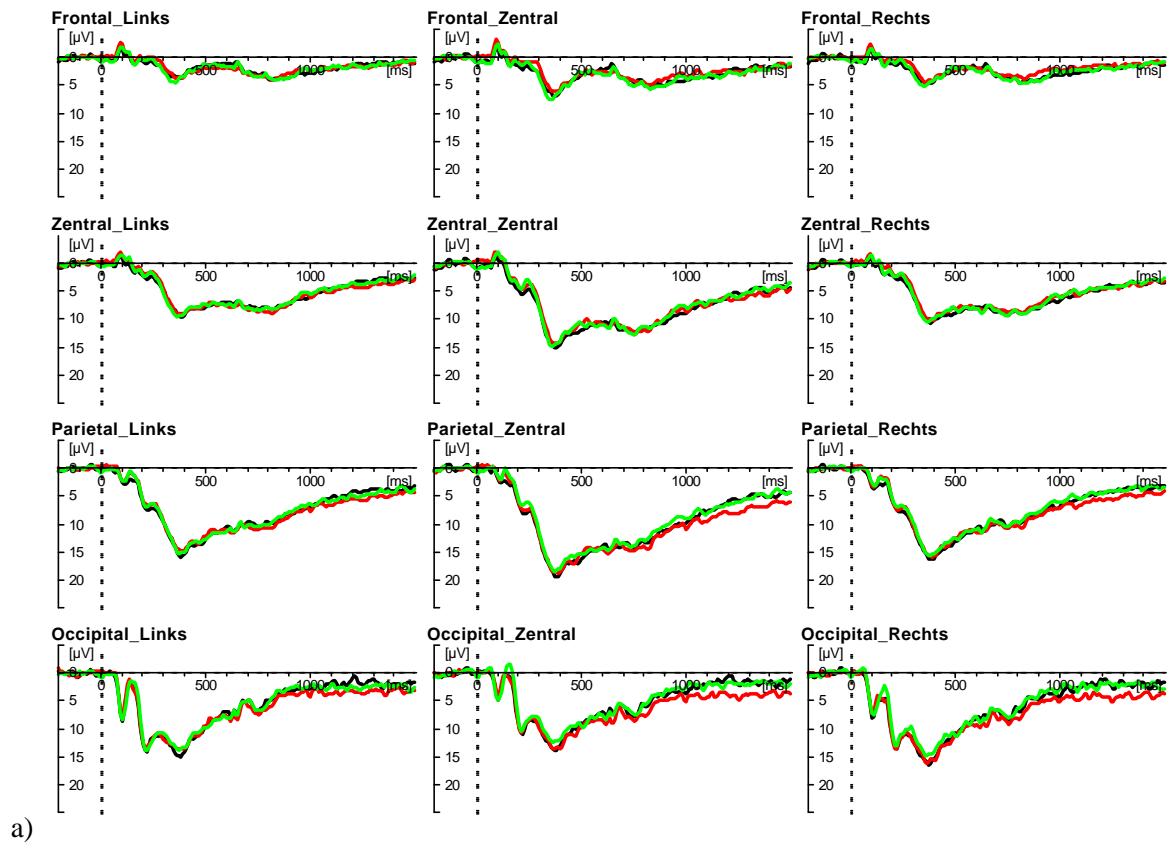 Frontal_Links Frontal_Zentral Frontal_Rechts
[µV] [µV] [µV]
0 500 1000 [ms] 0 500 1000 [ms] 0 500 1000 [ms]
5 5 5
10 10 10
15 15 15
20 20 20
Zentral_Links Zentral_Zentral Zentral_Rechts
[µV] [µV] [µV]
0 0 500 1000 [ms] 0 0 500 1000 [ms] 0 0 500 1000 [ms]
5 5 5
10 10 10
15 15 15
20 20 20
Parietal_Links Parietal_Zentral Parietal_Rechts
[µV] [µV] [µV]
0 0 500 1000 [ms] 0 0 500 1000 [ms] 0 0 500 1000 [ms]
5 5 5
10 10 10
15 15 15
20 20 20
Occipital_Links Occipital_Zentral Occipital_Rechts
[µV] [µV] [µV]
0 0 500 1000 [ms] 0 0 500 1000 [ms] 0 0 500 1000 [ms]
5 5 5
10 10 10
15 15 15
20 20 20
a)